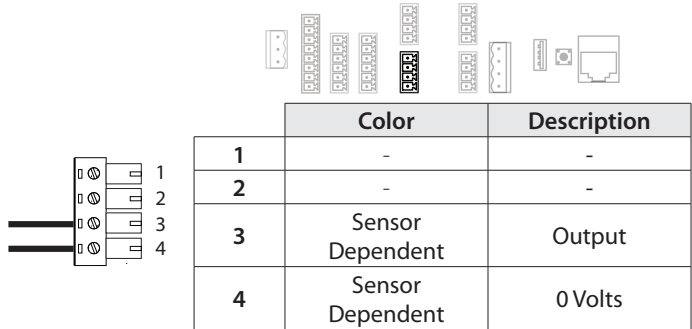 Color Description
1 - -
2 - -
3 Sensor Dependent Output
4 Sensor Dependent 0 Volts
1
2
3
4